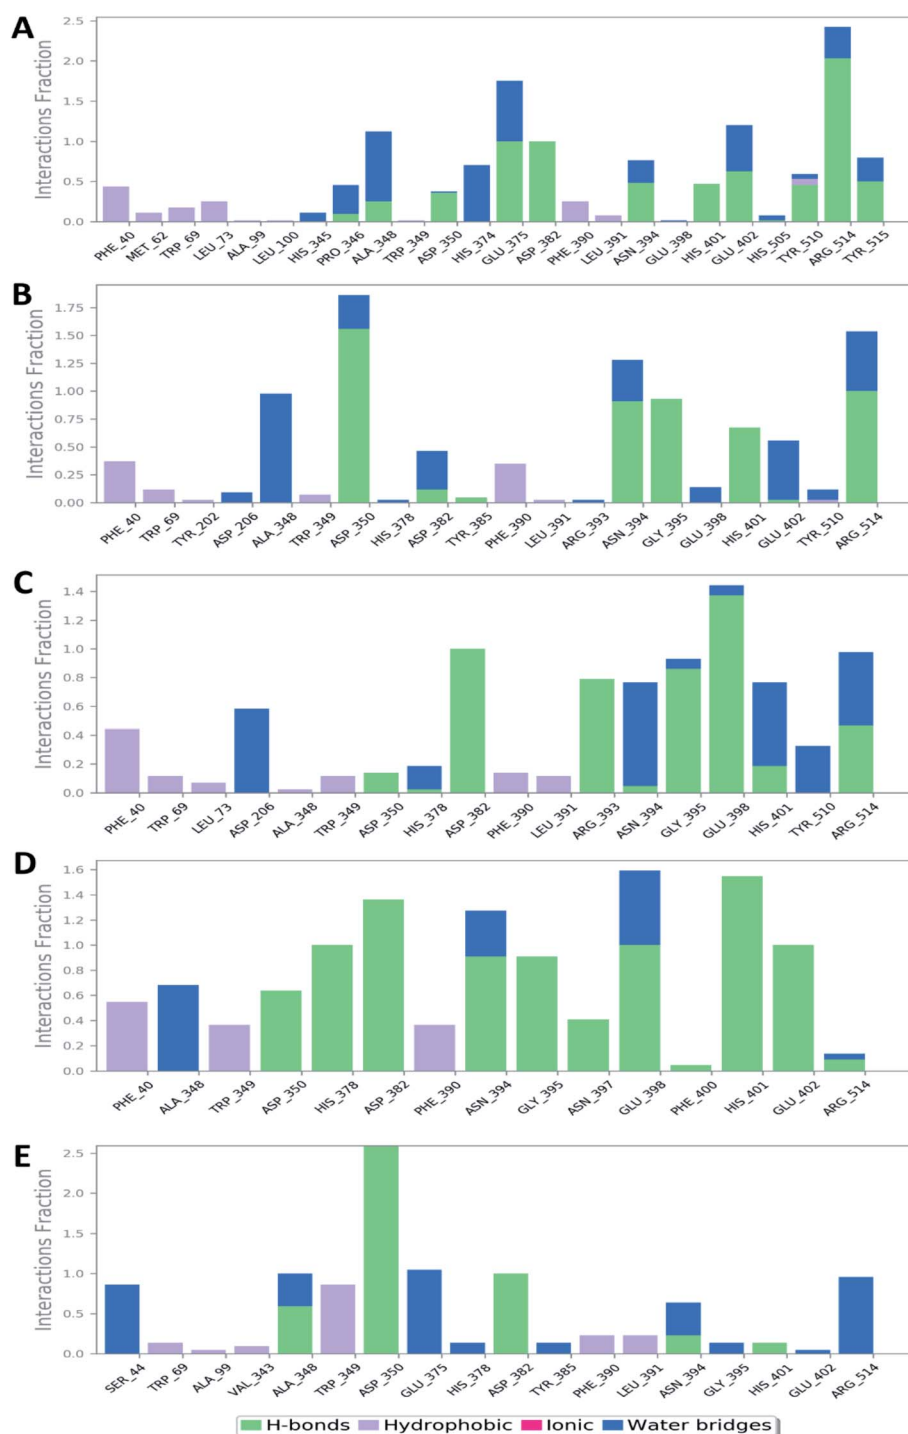 A
Interactions Fraction
2.5
2.0
1.5
1.0
0.5
0.0
PHE_40 MET_62 TRP_69 LEU_73 ALA_99 LEU_100 HIS_345 PRO_346 ALA_348 TRP_349 ASP_350 HIS_374 GLU_375 ASP_382 PHE_390 LEU_391 ASN_394 GLU_398 HIS_401 GLU_402 HIS_505 TYR_510 ARG_514 TYR_515
B
Interactions Fraction
1.75
1.50
1.25
1.00
0.75
0.50
0.25
0.00
PHE_40 TRP_69 TYR_202 ASP_206 ALA_348 TRP_349 ASP_350 HIS_378 ASP_382 TYR_385 PHE_390 LEU_391 ARG_393 ASN_394 GLY_395 GLU_398 HIS_401 GLU_402 TYR_510 ARG_514
C
Interactions Fraction
1.4
1.2
1.0
0.8
0.6
0.4
0.2
0.0
PHE_40 TRP_69 LEU_73 ASP_206 ALA_348 TRP_349 ASP_350 HIS_378 ASP_382 PHE_390 LEU_391 ARG_393 ASN_394 GLY_395 GLU_398 HIS_401 TYR_510 ARG_514
D
Interactions Fraction
1.6
1.4
1.2
1.0
0.8
0.6
0.4
0.2
0.0
PHE_40 ALA_348 TRP_349 ASP_350 HIS_378 ASP_382 PHE_390 ASN_394 GLY_395 ASN_397 GLU_398 PHE_400 HIS_401 GLU_402 ARG_514
E
Interactions Fraction
2.5
2.0
1.5
1.0
0.5
0.0
SER_44 TRP_69 ALA_99 VAL_343 ALA_348 TRP_349 ASP_350 GLU_375 HIS_378 ASP_382 TYR_385 PHE_390 LEU_391 ASN_394 GLY_395 HIS_401 GLU_402 ARG_514
H-bonds Hydrophobic Ionic Water bridges